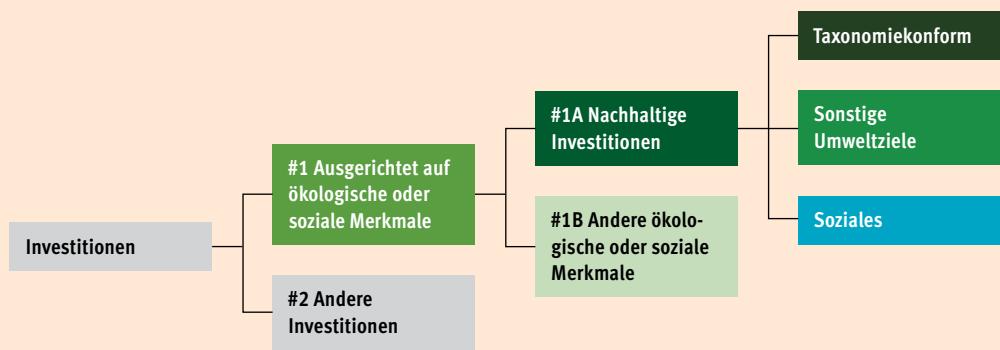 Investitionen
#1 Ausgerichtet auf
ökologische oder
soziale Merkmale
#2 Andere
Investitionen
#1A Nachhaltige
Investitionen
#1B Andere ökolo-
gische oder soziale
Merkmale
Taxonomiekonform
Sonstige
Umweltziele
Soziales